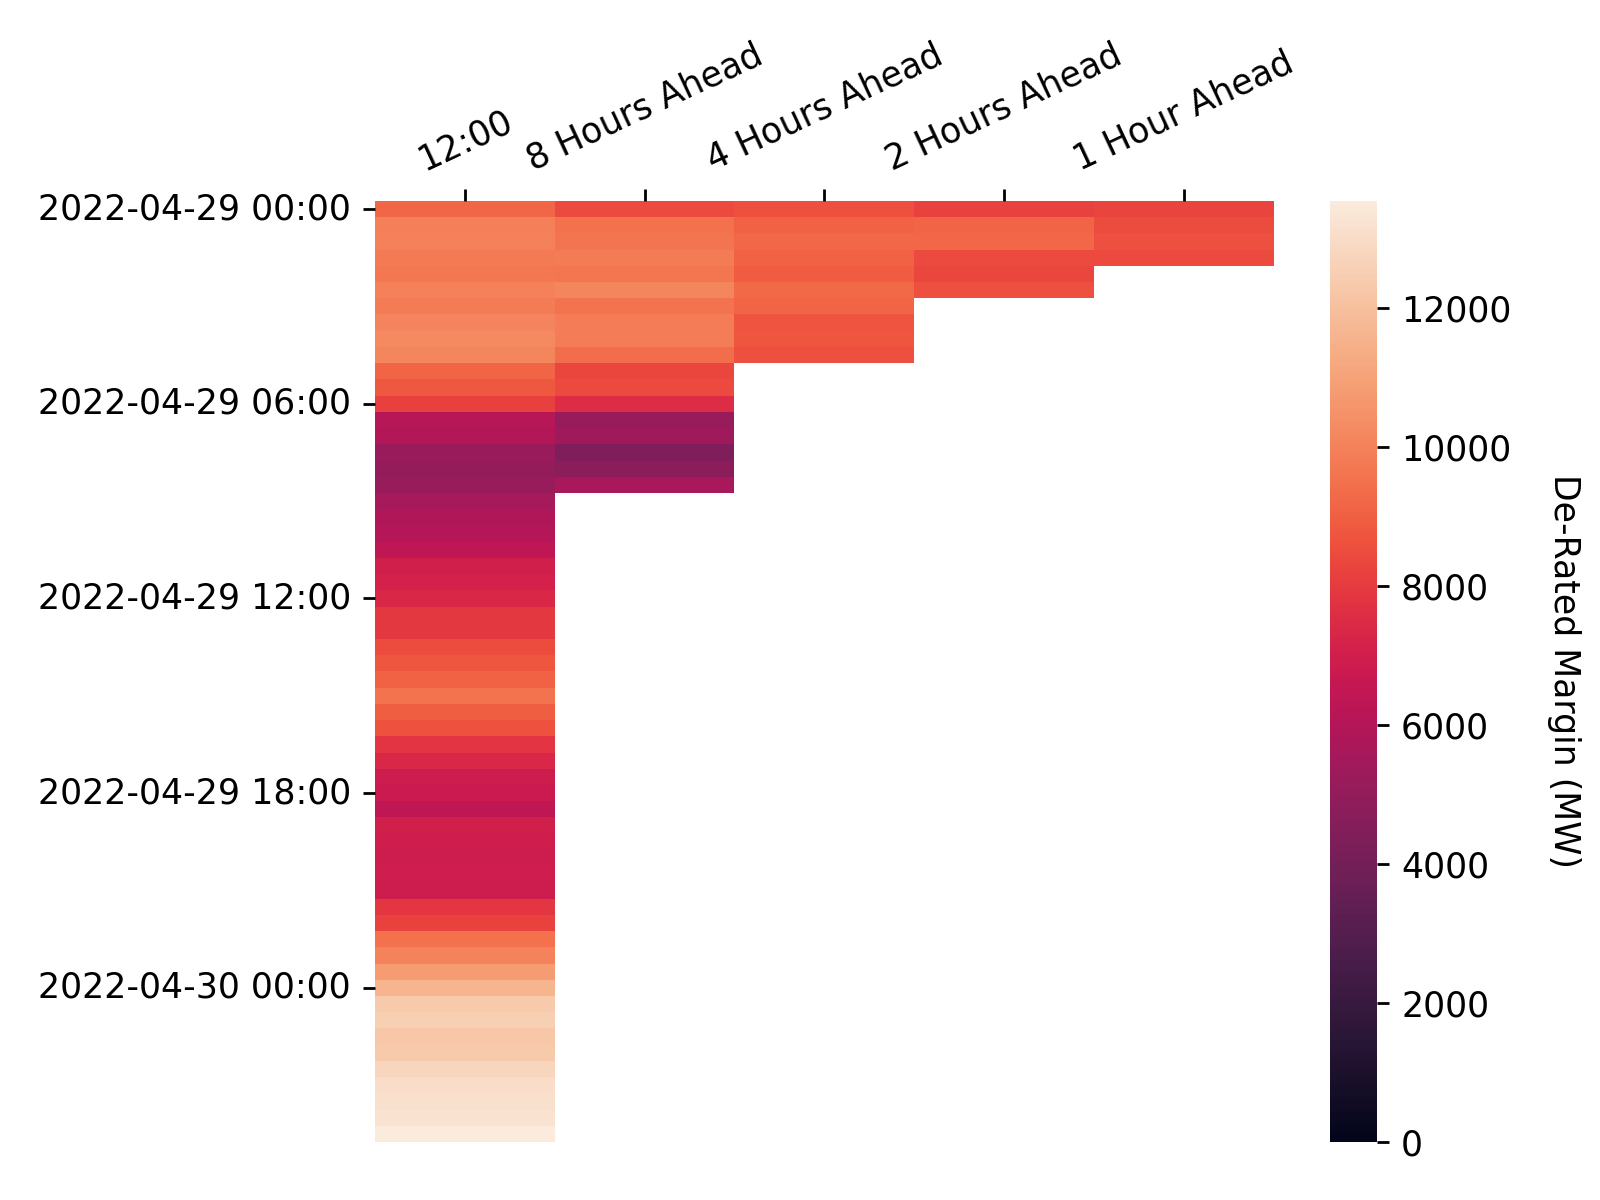 12:00
8 Hours Ahead
4 Hours Ahead
2 Hours Ahead
1 Hour Ahead
2022-04-29 00:00
2022-04-29 06:00
2022-04-29 12:00
2022-04-29 18:00
2022-04-30 00:00
12000
10000
8000
6000
4000
2000
0
De-Rated Margin (MW)